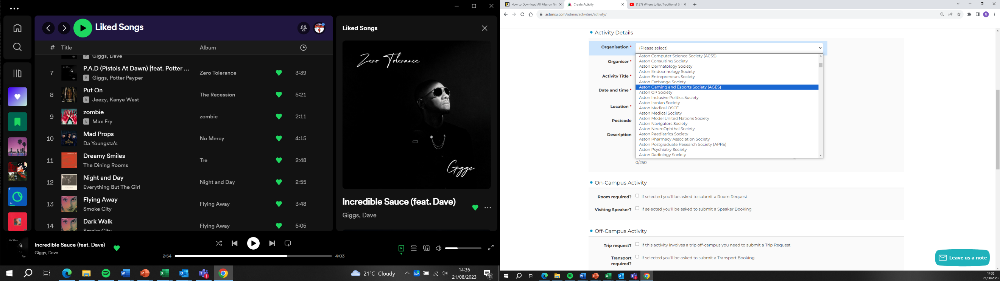 Liked Songs
# Title Album
Giggs, Dave
7 P.A.D (Pistols At Dawn) [feat. Potter ... Zero Tolerance 3:39
E Giggs, Potter Payper
8 Put On The Recession 5:21
E Jeezy, Kanye West
9 zombie zombie 2:11
E Max Fry
10 Mad Props No Mercy 4:15
Da Youngsta's
11 Dreamy Smiles Tre 2:48
The Dining Rooms
12 Night and Day Night and Day 2:55
Everything But The Girl
13 Flying Away Flying Away 3:48
Smoke City
14 Dark Walk Flying Away 5:05
Smoke City
Liked Songs
Zero Tolerance
Giggs
Incredible Sauce (feat. Dave)
Giggs, Dave
Incredible Sauce (feat. Dave)
Giggs, Dave
2:54 4:03
21°C Cloudy
14:36
21/08/2023
11
How to Download All Files on Go
Create Activity
(127) Where to Eat Traditional &
astonsu.com/admin/activities/activity/
R
Activity Details
Organisation * (Please select)
Aston Computer Science Society (ACSS)
Aston Consulting Society
Aston Dermatology Society
Aston Endocrinology Society
Aston Entrepreneurs Society
Aston Exchange Society
Aston Gaming and Esports Society (AGES)
Aston GP Society
Aston Inclusive Politics Society
Aston Iranian Society
Aston Medical OSCE
Aston Medical Society
Aston Model United Nations Society
Aston Navigators Society
Aston NeuroOphthal Society
Aston Paediatrics Society
Aston Pharmacy Association Society
Aston Postgraduate Research Society (APRS)
Aston Psychiatry Society
Aston Radiology Society
Organiser *
Activity Title *
Date and time *
Location *
Postcode
Description
0/250
On-Campus Activity
Room required? If selected you'll be asked to submit a Room Request
Visiting Speaker? If selected you'll be asked to submit a Speaker Booking
Off-Campus Activity
Trip request? If this activity involves a trip off-campus you need to submit a Trip Request
Transport required? If selected you'll be asked to submit a Transport Booking
Leave us a note
14:36
21/08/2023